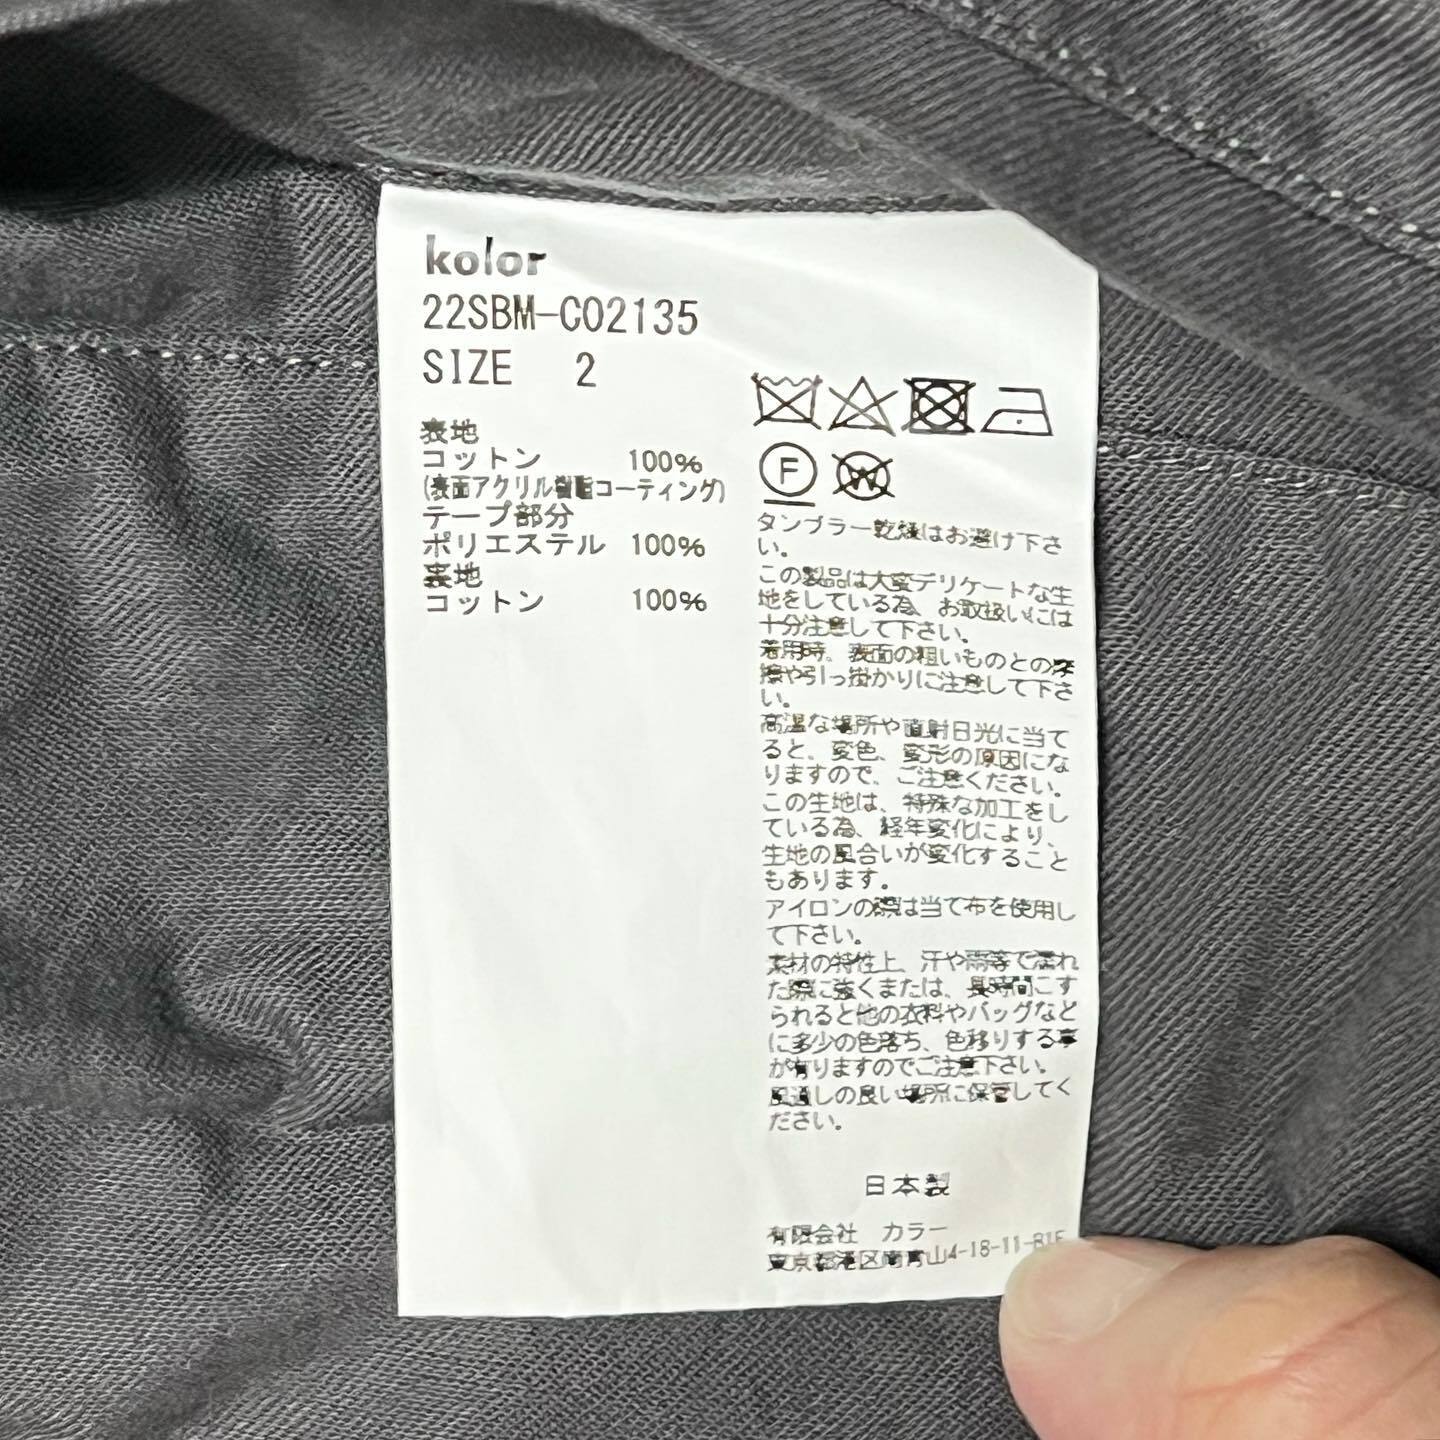 kolor
22SBM-C02135
SIZE 2
表地
コットン 100%
(表面アクリル樹脂コーティング)
テープ部分
ポリエステル 100%
裏地
コットン 100%
F
W
タンブラー乾燥はお避け下さ
い。
この製品は大変デリケートな生
地をしている為、お取扱いには
十分注意して下さい。
着用時、表面の粗いものとの摩
擦や引っ掛かりに注意して下さ
い。
高温な場所や直射日光に当て
ると、変色、変形の原因にな
りますので、ご注意ください。
この生地は、特殊な加工をし
ている為、経年変化により、
生地の風合いが変化すること
もあります。
アイロンの際は当て布を使用し
て下さい。
素材の特性上、汗や雨等で濡れ
た際に強くまたは、長時間こす
られると他の衣料やバッグなど
に多少の色落ち、色移りする事
が有りますのでご注意下さい。
風通しの良い場所に保管してく
ださい。
日本製
有限会社 カラー
東京都港区南青山4-18-11-B1F